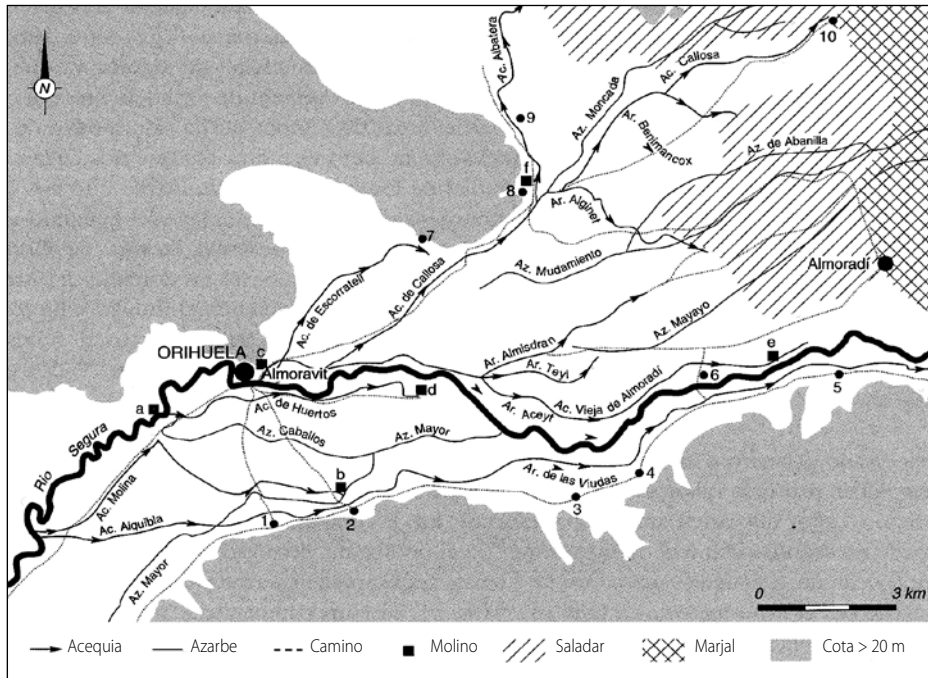 Ac. Albatera
10
Ac. Callosa
Az. Moncada
Ar. Benimancox
9
Az. de Abanilla
f
8
Ar. Alginet
7
Az. Mudamiento
Almoradí
Ac. de Escorratell
Ac. de Callosa
Az. Mayayo
Ar. Almisdran
ORIHUELA
c
Almoravit
e
Ar. Teyl
6
5
d
a
Ac. de Huertos
Ac. Vieja de Almoradí
Ar. Aceyt
Río Segura
Az. Caballos
Az. Mayor
Ac. Molina
b
Ar. de las Viudas
4
3
Ac. Alquibla
1
2
Az. Mayor
N
0 3 km
Acequia Azarbe Camino Molino Saladar Marjal Cota > 20 m